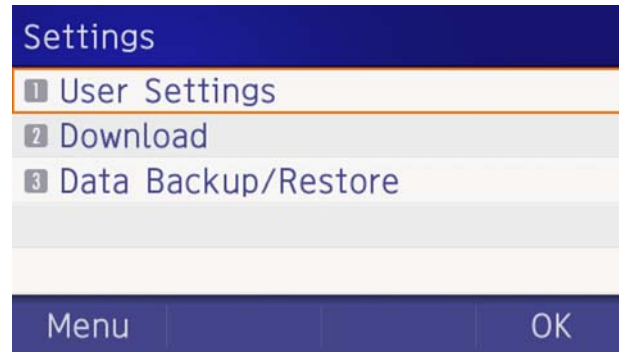 Settings
1 User Settings
2 Download
3 Data Backup/Restore
Menu OK